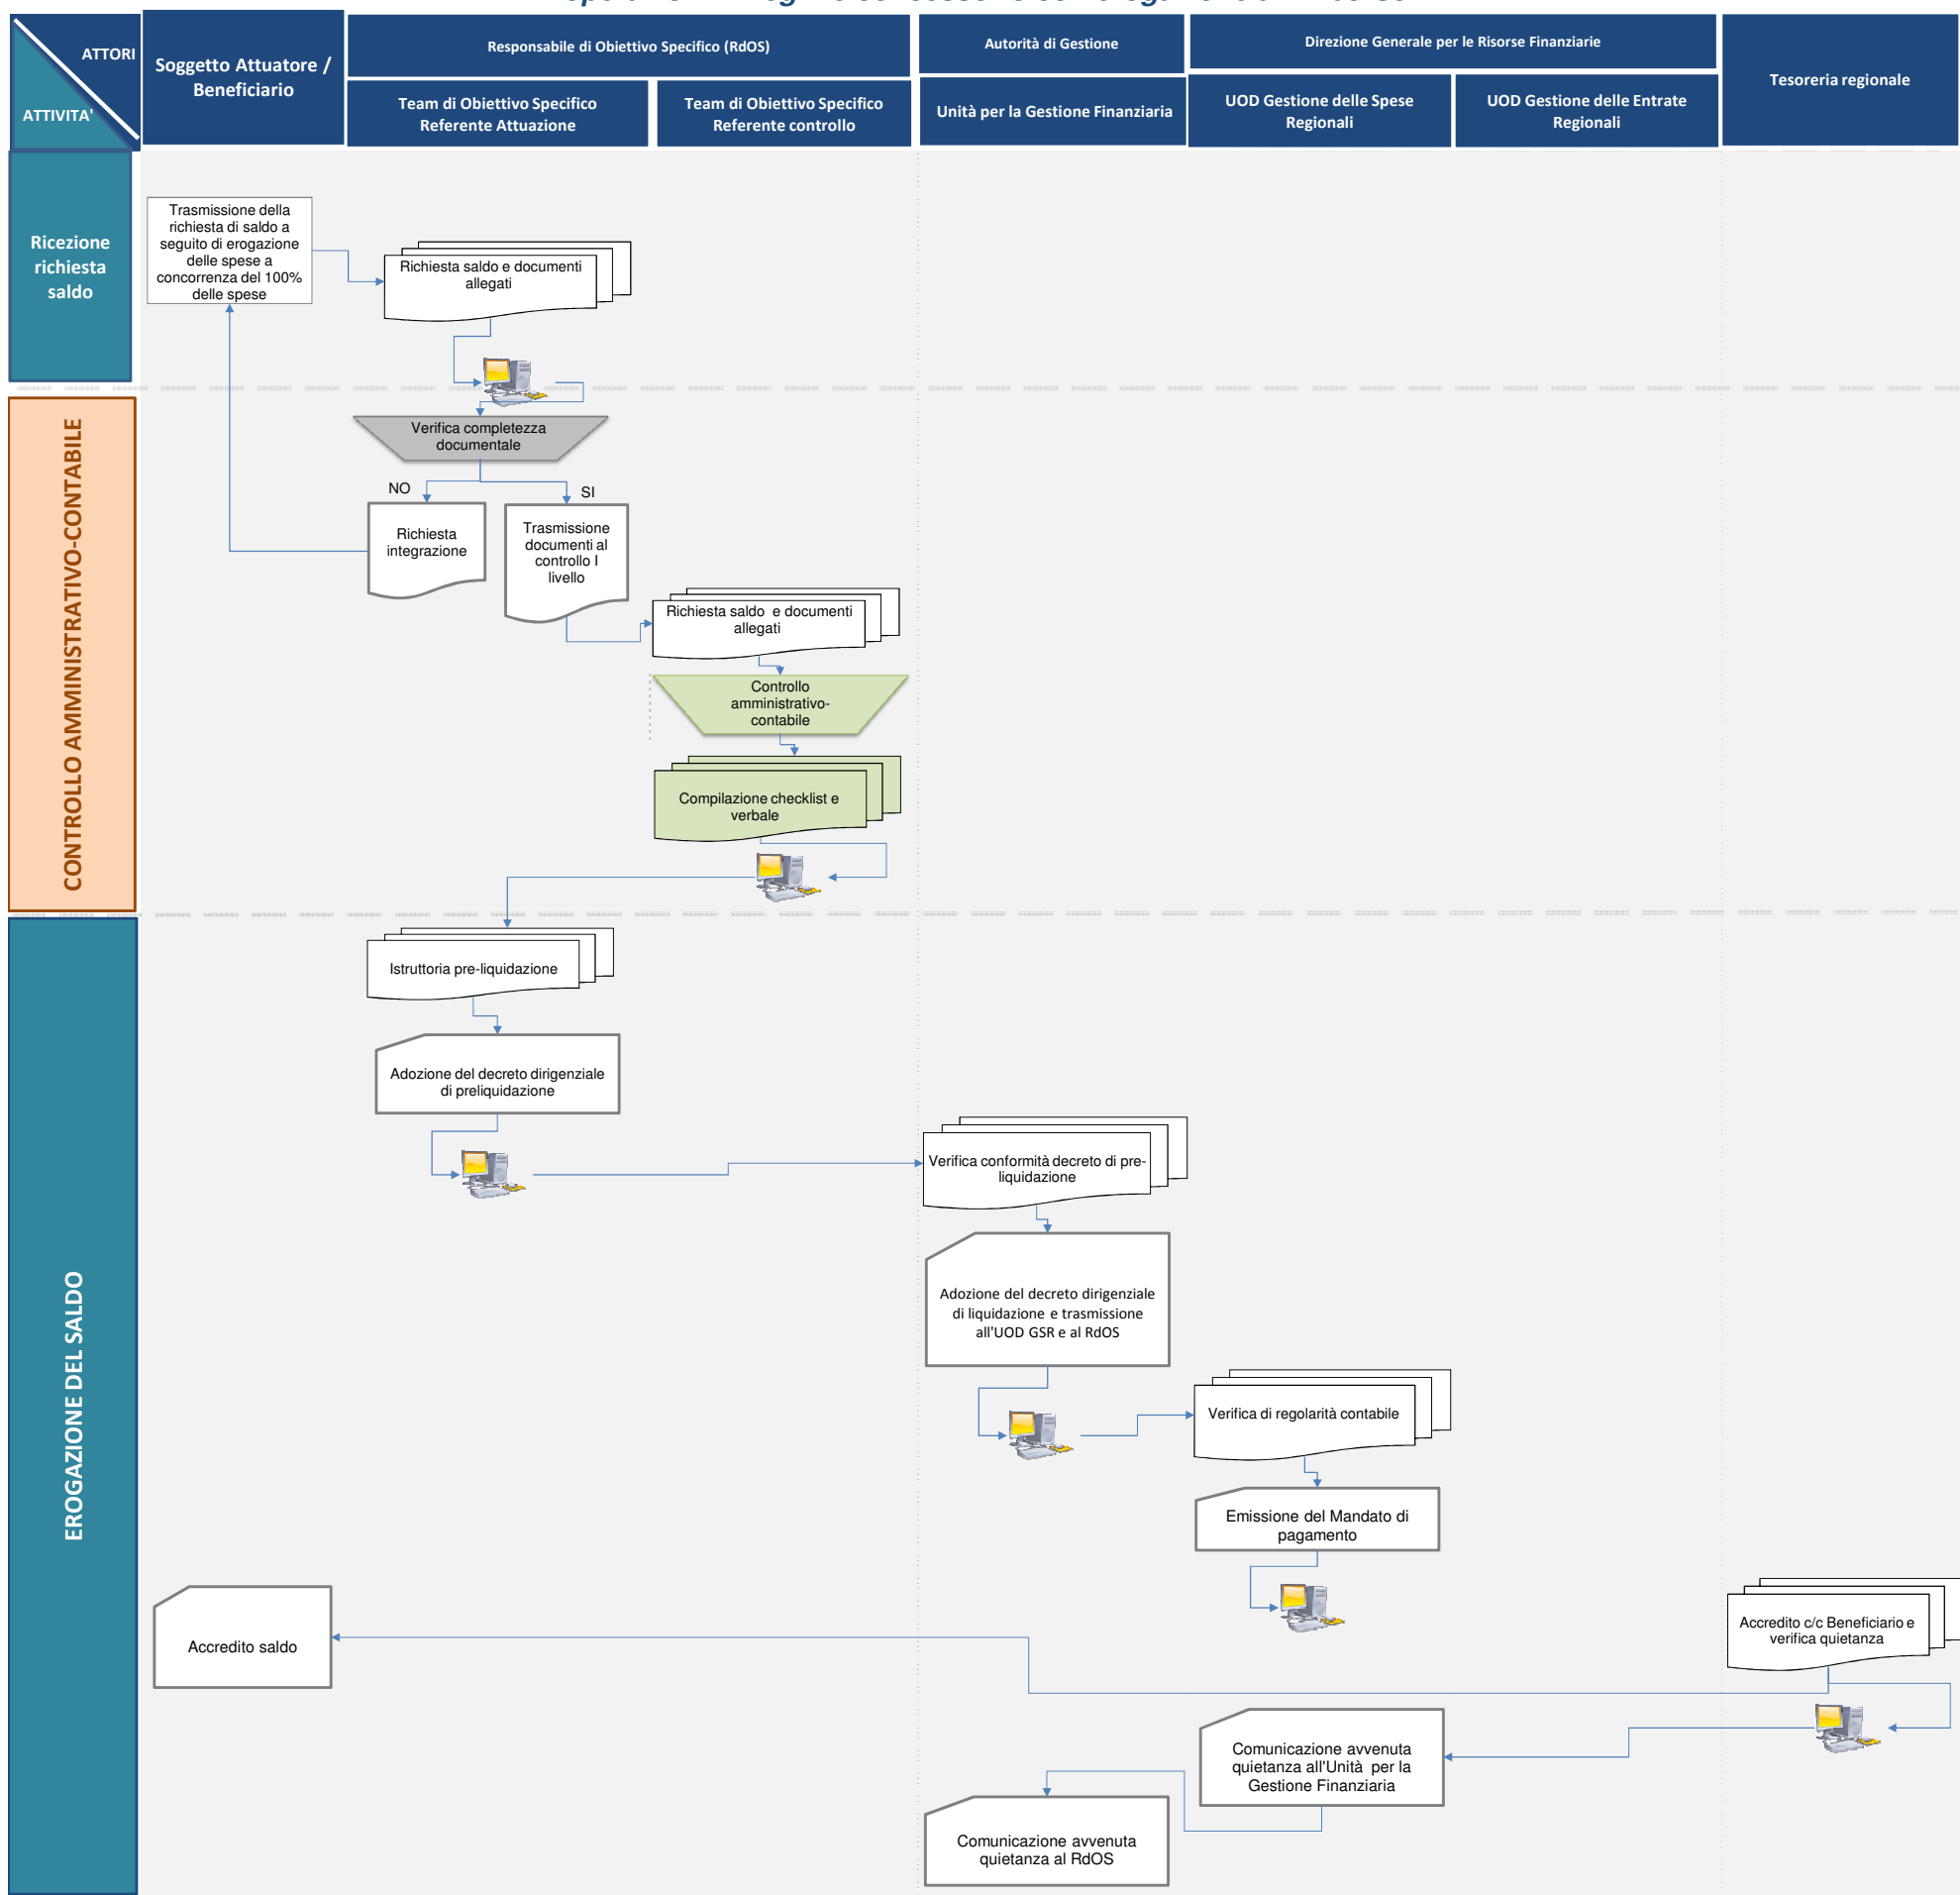 ATTORI
ATTIVITA'
Soggetto Attuatore /
Beneficiario
Responsabile di Obiettivo Specifico (RdOS)
Autorità di Gestione
Direzione Generale per le Risorse Finanziarie
Tesoreria regionale
Team di Obiettivo Specifico
Referente Attuazione
Team di Obiettivo Specifico
Referente controllo
Unità per la Gestione Finanziaria
UOD Gestione delle Spese
Regionali
UOD Gestione delle Entrate
Regionali
Ricezione
richiesta
saldo
Trasmissione della
richiesta di saldo a
seguito di erogazione
delle spese a
concorrenza del 100%
delle spese
Richiesta saldo e documenti
allegati
CONTROLLO AMMINISTRATIVO-CONTABILE
Verifica completezza
documentale
NO
SI
Richiesta
integrazione
Trasmissione
documenti al
controllo I
livello
Richiesta saldo e documenti
allegati
Controllo
amministrativo-
contabile
Compilazione checklist e
verbale
EROGAZIONE DEL SALDO
Istruttoria pre-liquidazione
Adozione del decreto dirigenziale
di preliquidazione
Verifica conformità decreto di pre-
liquidazione
Adozione del decreto dirigenziale
di liquidazione e trasmissione
all'UOD GSR e al RdOS
Verifica di regolarità contabile
Emissione del Mandato di
pagamento
Accredito saldo
Accredito c/c Beneficiario e
verifica quietanza
Comunicazione avvenuta
quietanza all'Unità per la
Gestione Finanziaria
Comunicazione avvenuta
quietanza al RdOS